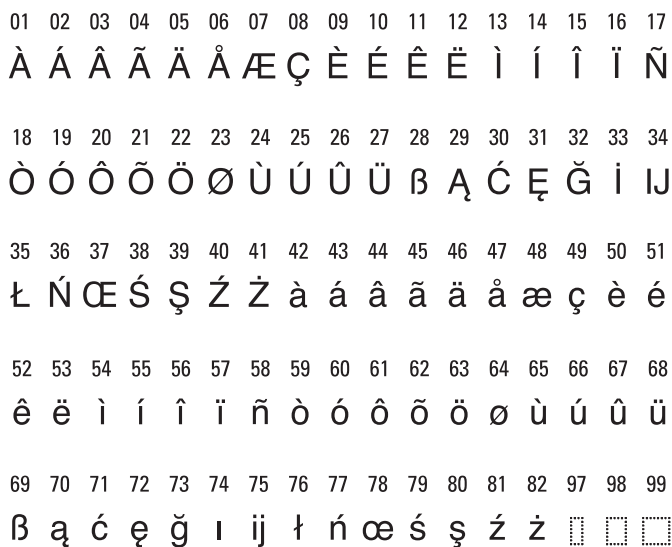 01 02 03 04 05 06 07 08 09 10 11 12 13 14 15 16 17
À Á Â Ã Ä Å Æ Ç È É Ê Ë Ì Í Î Ï Ñ
18 19 20 21 22 23 24 25 26 27 28 29 30 31 32 33 34
Ò Ó Ô Õ Ö Ø Ù Ú Û Ü ß Ą Ć Ę Ğ İ IJ
35 36 37 38 39 40 41 42 43 44 45 46 47 48 49 50 51
Ł Ń Œ Ś Ş Ź Ż à á â ã ä å æ ç è é
52 53 54 55 56 57 58 59 60 61 62 63 64 65 66 67 68
ê ë ì í î ï ñ ò ó ô õ ö ø ù ú û ü
69 70 71 72 73 74 75 76 77 78 79 80 81 82 97 98 99
ß ą ć ę ğ ı ij ł ń œ ś ş ź ż